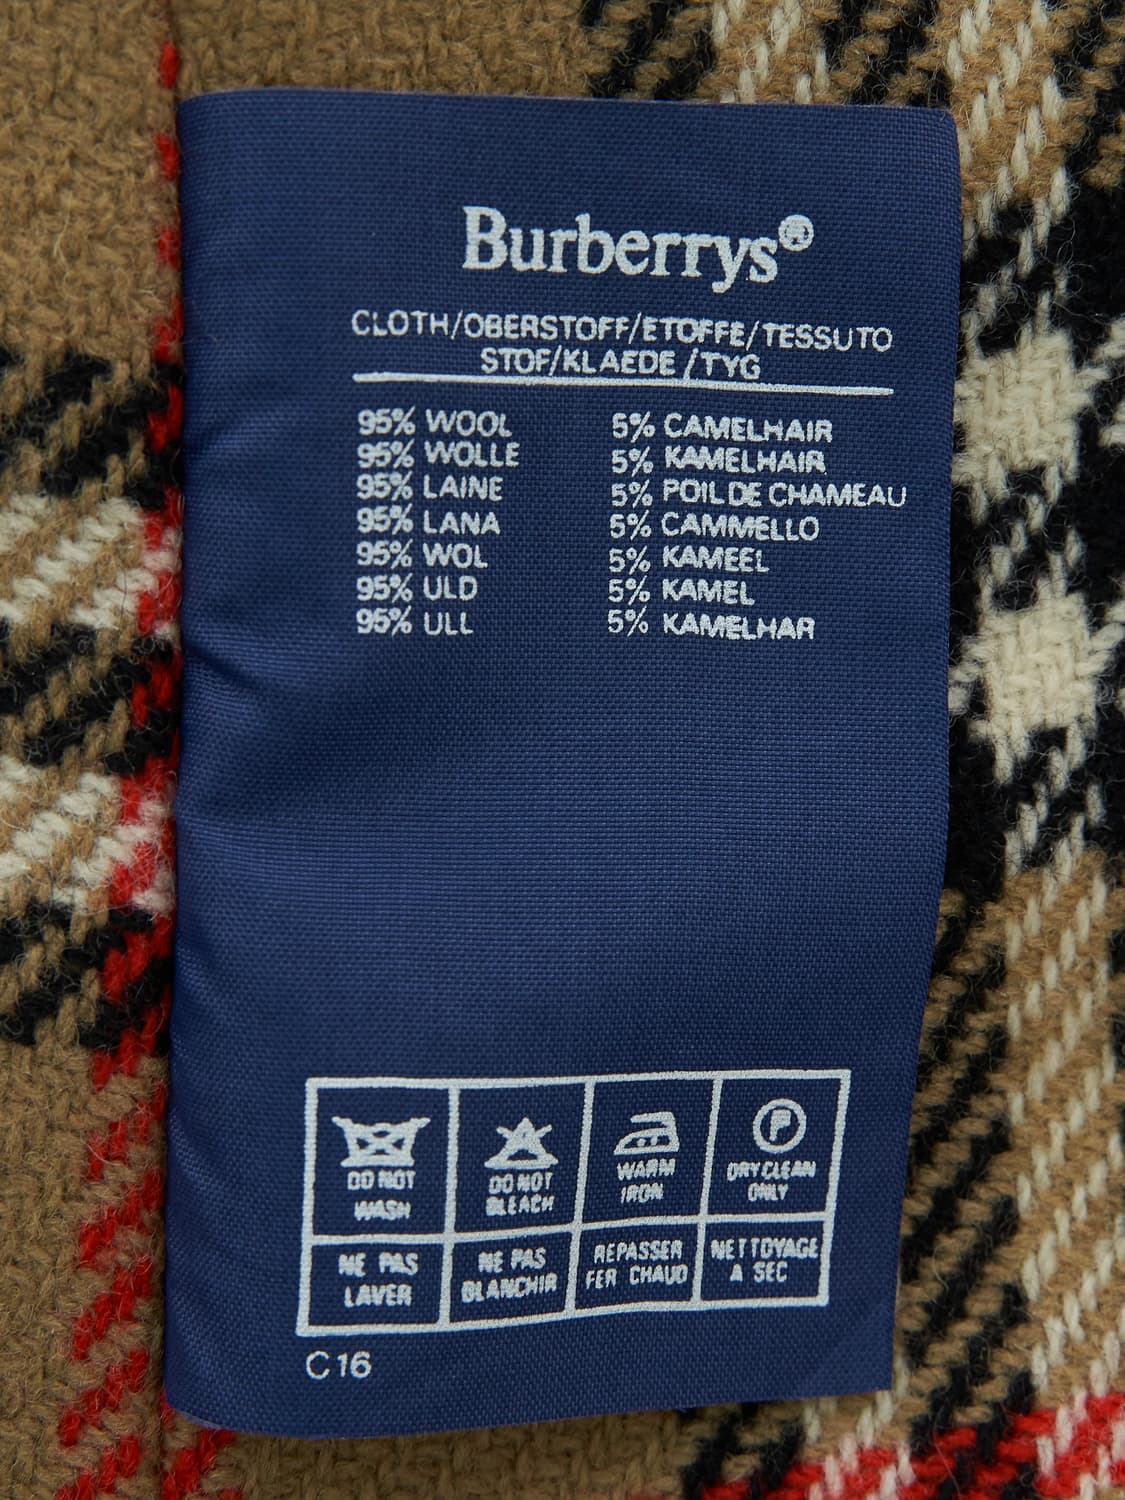 Burberrys®
CLOTH/OBERSTOFF/ETOFFE/TESSUTO
STOF/KLAEDE/TYG
95% WOOL 5% CAMELHAIR
95% WOLLE 5% KAMELHAIR
95% LAINE 5% POIL DE CHAMEAU
95% LANA 5% CAMMELLO
95% WOL 5% KAMEEL
95% ULD 5% KAMEL
95% ULL 5% KAMELHAR
P
DO NOT
WASH
DO NOT
BLEACH
WARM
IRON
DRY CLEAN
ONLY
NE PAS
LAVER
NE PAS
BLANCHIR
REPASSER
FER CHAUD
NETTOYAGE
A SEC
C16